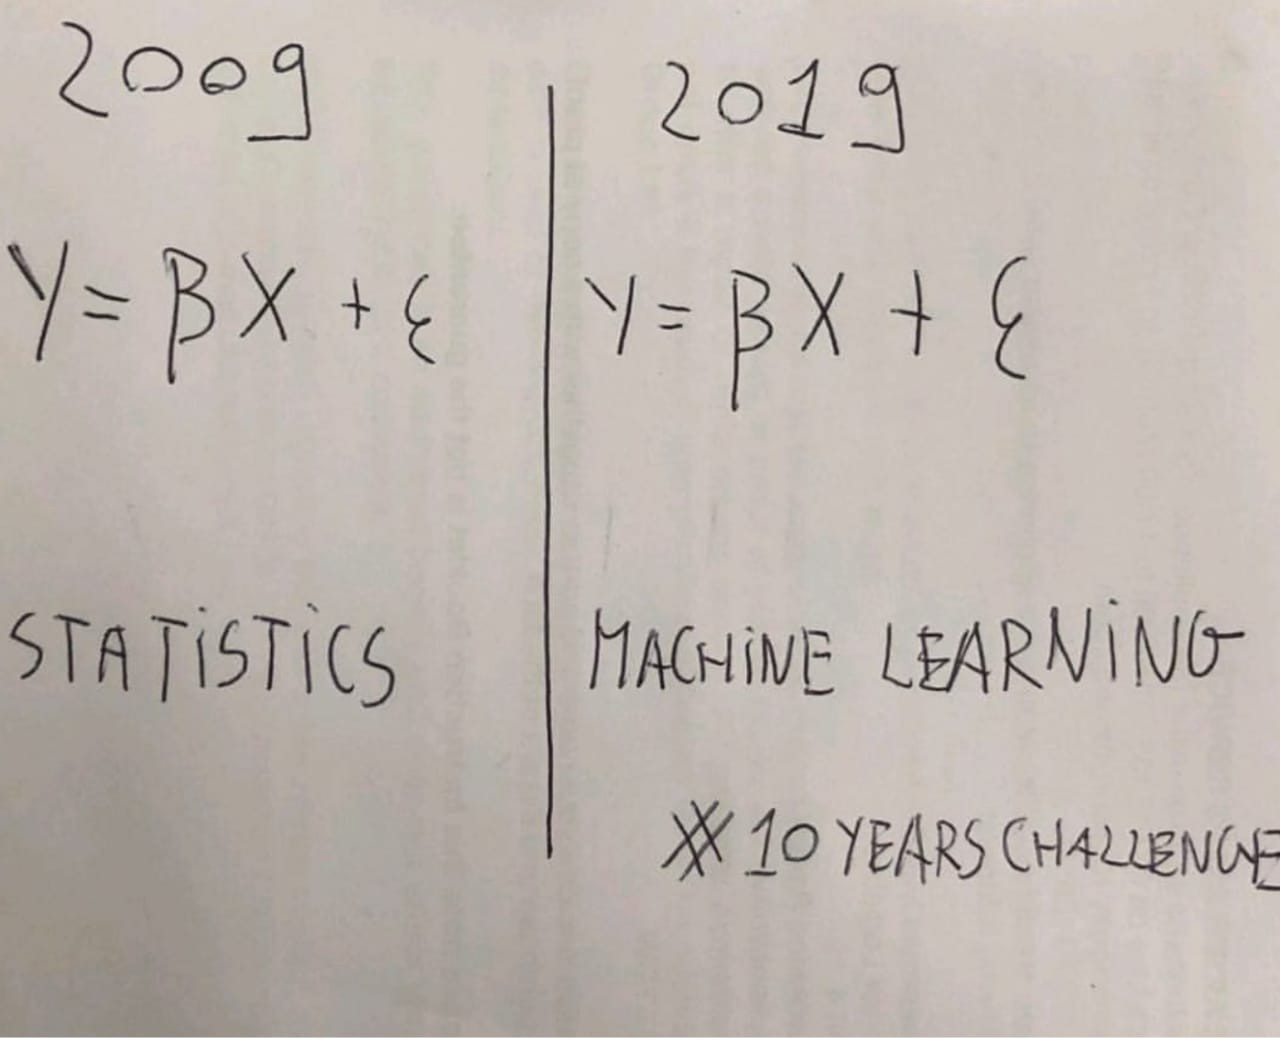 2009
Y = βX + ε
STATISTICS
2019
Y = βX + ε
MACHINE LEARNING
#10 YEARS CHALLENGE